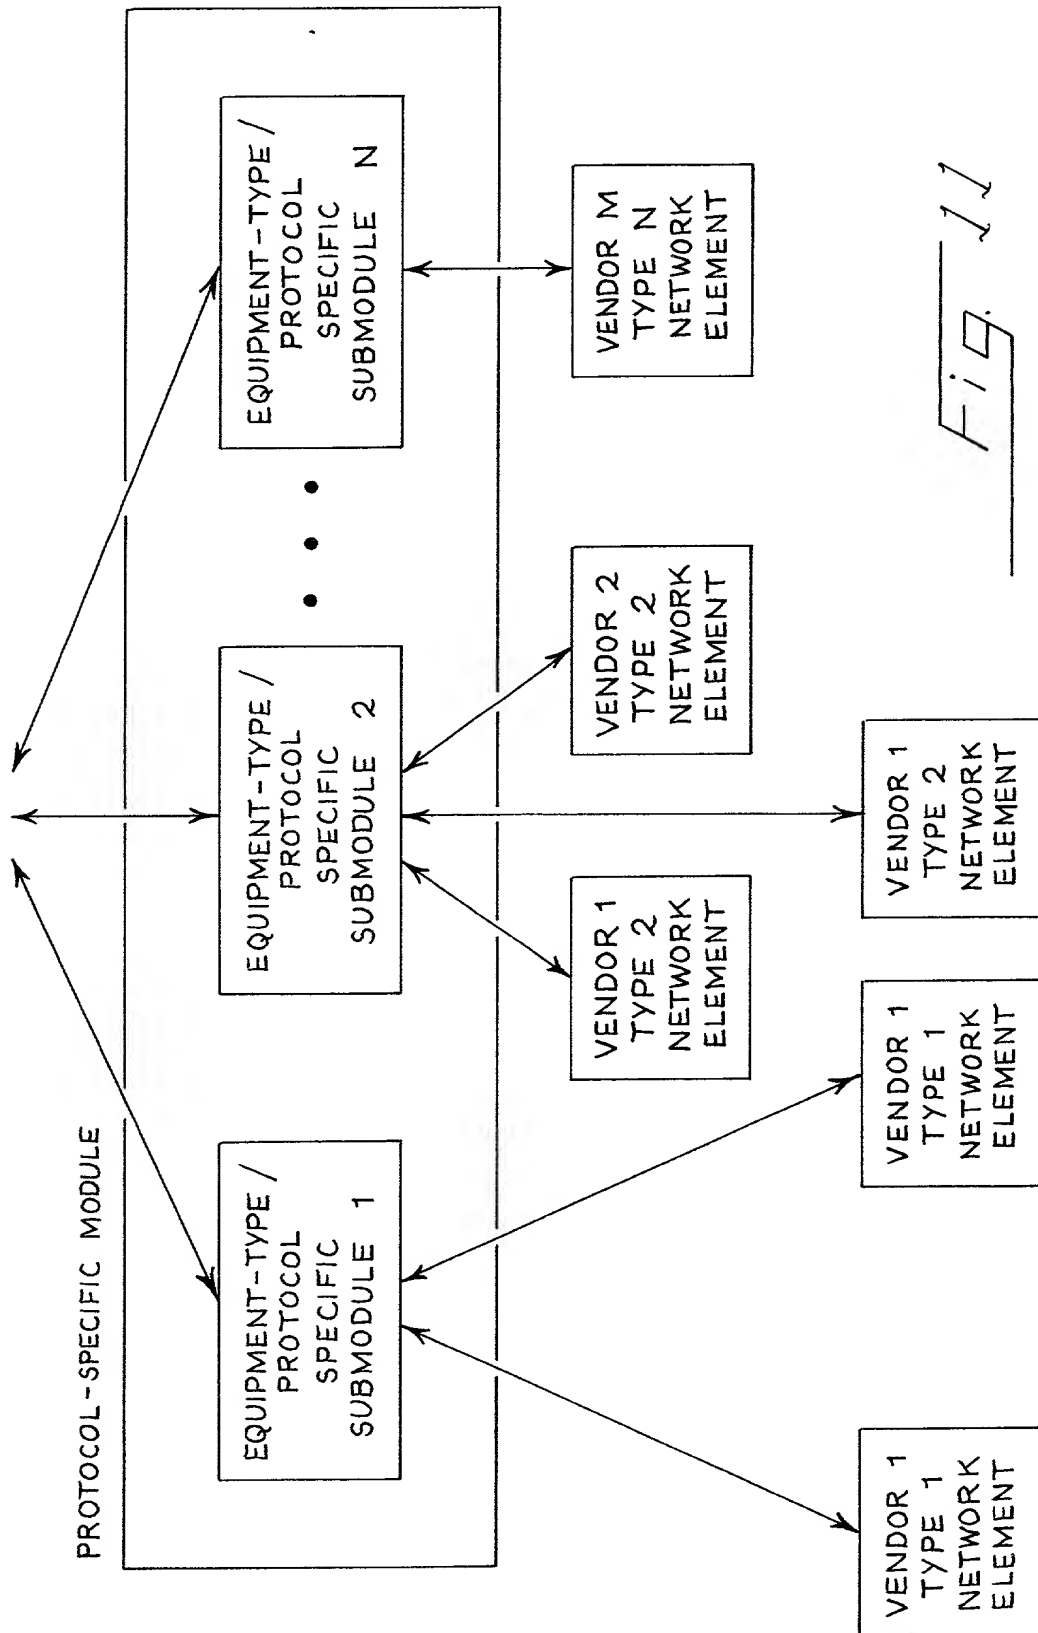 PROTOCOL-SPECIFIC MODULE
EQUIPMENT-TYPE/
PROTOCOL
SPECIFIC
SUBMODULE 1
EQUIPMENT-TYPE/
PROTOCOL
SPECIFIC
SUBMODULE 2
EQUIPMENT-TYPE/
PROTOCOL
SPECIFIC
SUBMODULE N
VENDOR 1
TYPE 2
NETWORK
ELEMENT
VENDOR 2
TYPE 2
NETWORK
ELEMENT
VENDOR M
TYPE N
NETWORK
ELEMENT
VENDOR 1
TYPE 1
NETWORK
ELEMENT
VENDOR 1
TYPE 1
NETWORK
ELEMENT
VENDOR 1
TYPE 2
NETWORK
ELEMENT
Fig. 11